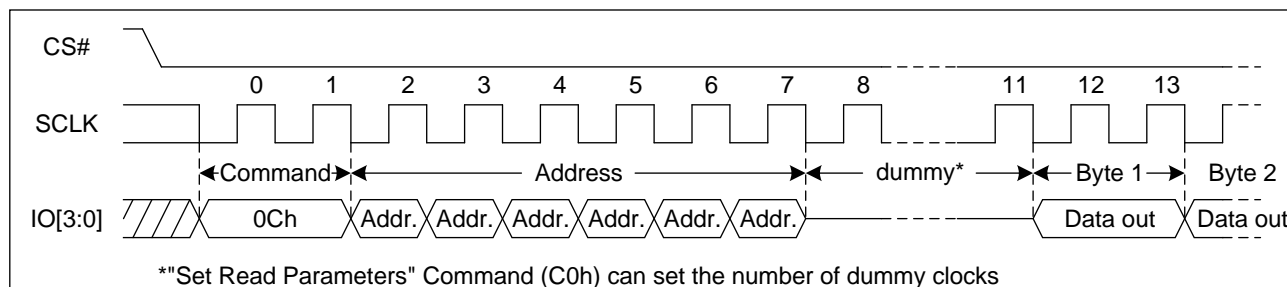 CS#
0 1 2 3 4 5 6 7 8 11 12 13
SCLK
Command Address dummy* Byte 1 Byte 2
IO[3:0] 0Ch Addr. Addr. Addr. Addr. Addr. Addr. Data out Data out
*"Set Read Parameters" Command (C0h) can set the number of dummy clocks